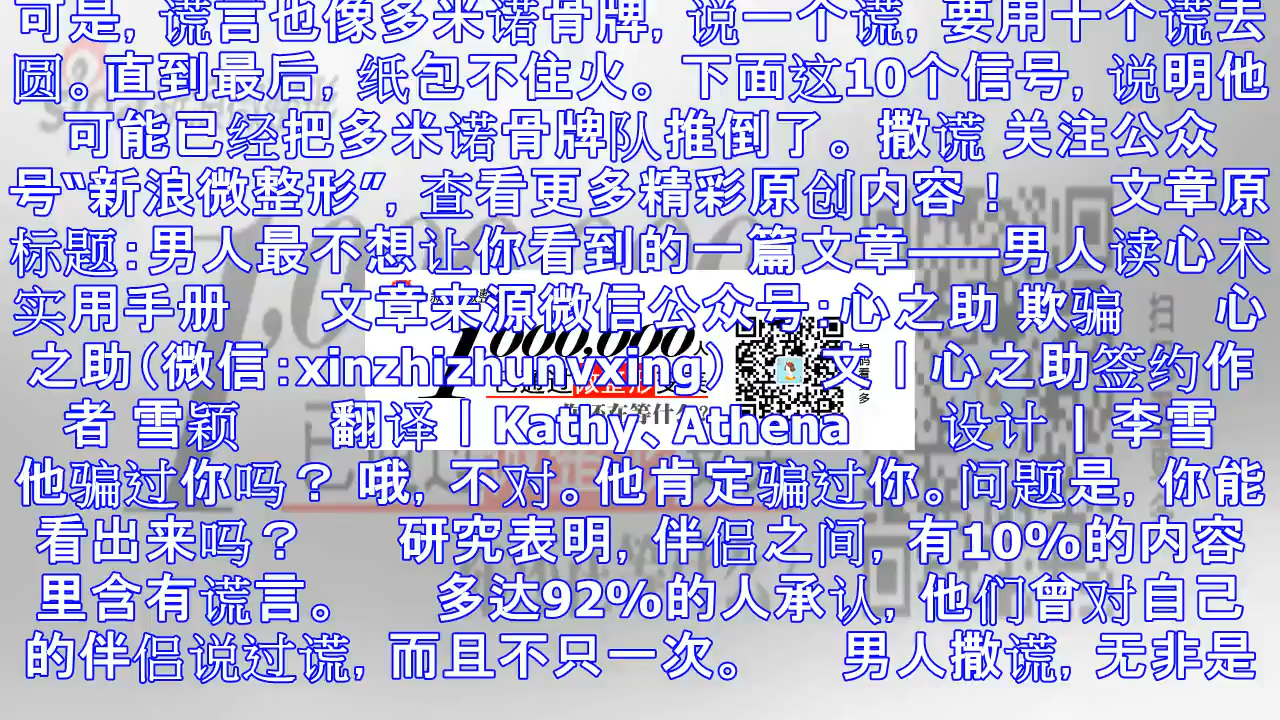 可是, 谎言也像多米诺骨牌, 说一个谎, 要用十个谎去
圆。直到最后, 纸包不住火。下面这10个信号, 说明他
可能已经把多米诺骨牌队推倒了。撒谎 关注公众
号“新浪微整形”, 查看更多精彩原创内容！ 文章原
标题:男人最不想让你看到的一篇文章——男人读心术
实用手册 文章来源微信公众号:心之助 欺骗 心
之助(微信:xinzhizhunvxing) 文 | 心之助签约作
者 雪颖 翻译 | Kathy、Athena 设计 | 李雪
他骗过你吗？ 哦, 不对。他肯定骗过你。问题是, 你能
看出来吗？ 研究表明, 伴侣之间, 有10%的内容
里含有谎言。 多达92%的人承认, 他们曾对自己
的伴侣说过谎, 而且不只一次。 男人撒谎, 无非是
1,000,000人